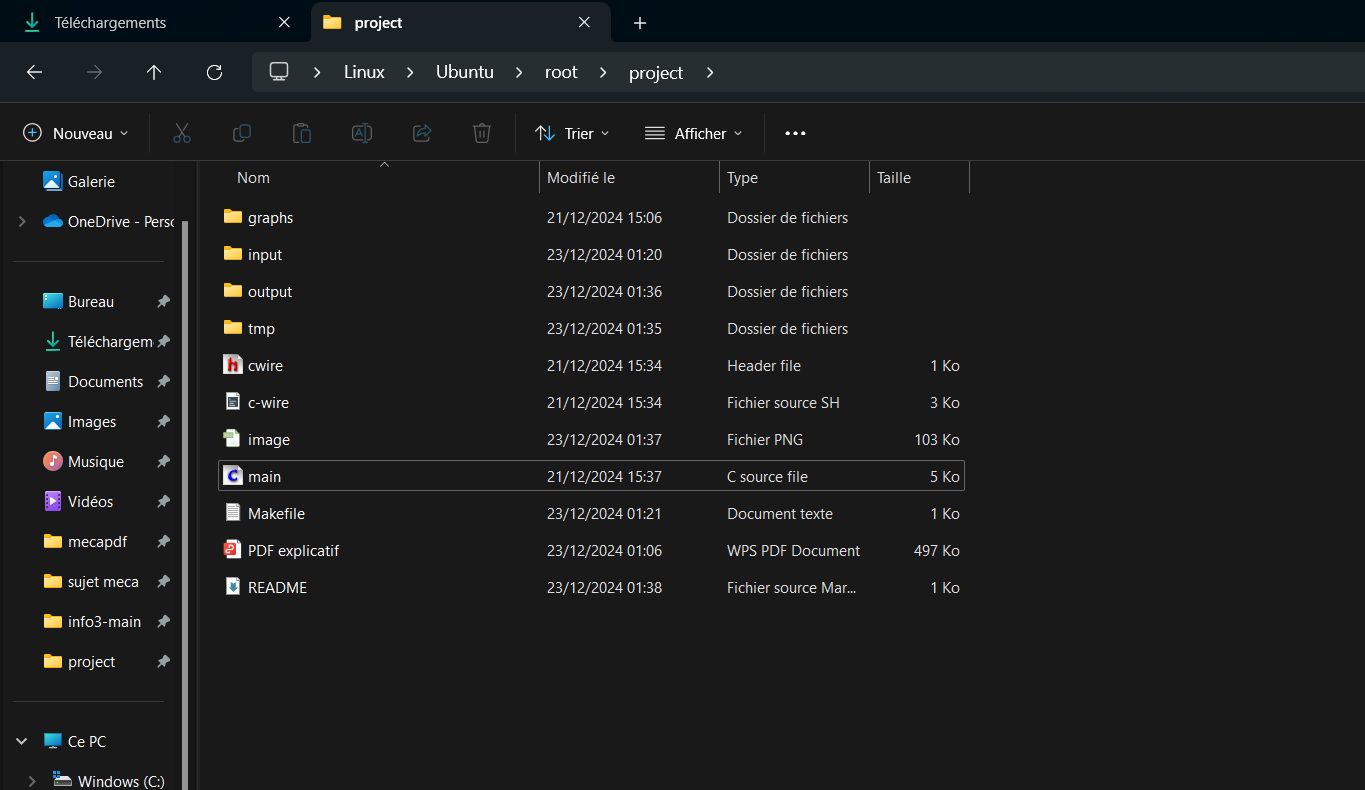 Téléchargements
project
Linux > Ubuntu > root > project >
Nouveau
Trier
Afficher
Galerie
OneDrive - Perso
Bureau
Téléchargem
Documents
Images
Musique
Vidéos
mecapdf
sujet meca
info3-main
project
Ce PC
Windows (C:)
Nom Modifié le Type Taille
graphs 21/12/2024 15:06 Dossier de fichiers
input 23/12/2024 01:20 Dossier de fichiers
output 23/12/2024 01:36 Dossier de fichiers
tmp 23/12/2024 01:35 Dossier de fichiers
cwire 21/12/2024 15:34 Header file 1 Ko
c-wire 21/12/2024 15:34 Fichier source SH 3 Ko
image 23/12/2024 01:37 Fichier PNG 103 Ko
main 21/12/2024 15:37 C source file 5 Ko
Makefile 23/12/2024 01:21 Document texte 1 Ko
PDF explicatif 23/12/2024 01:06 WPS PDF Document 497 Ko
README 23/12/2024 01:38 Fichier source Mar... 1 Ko